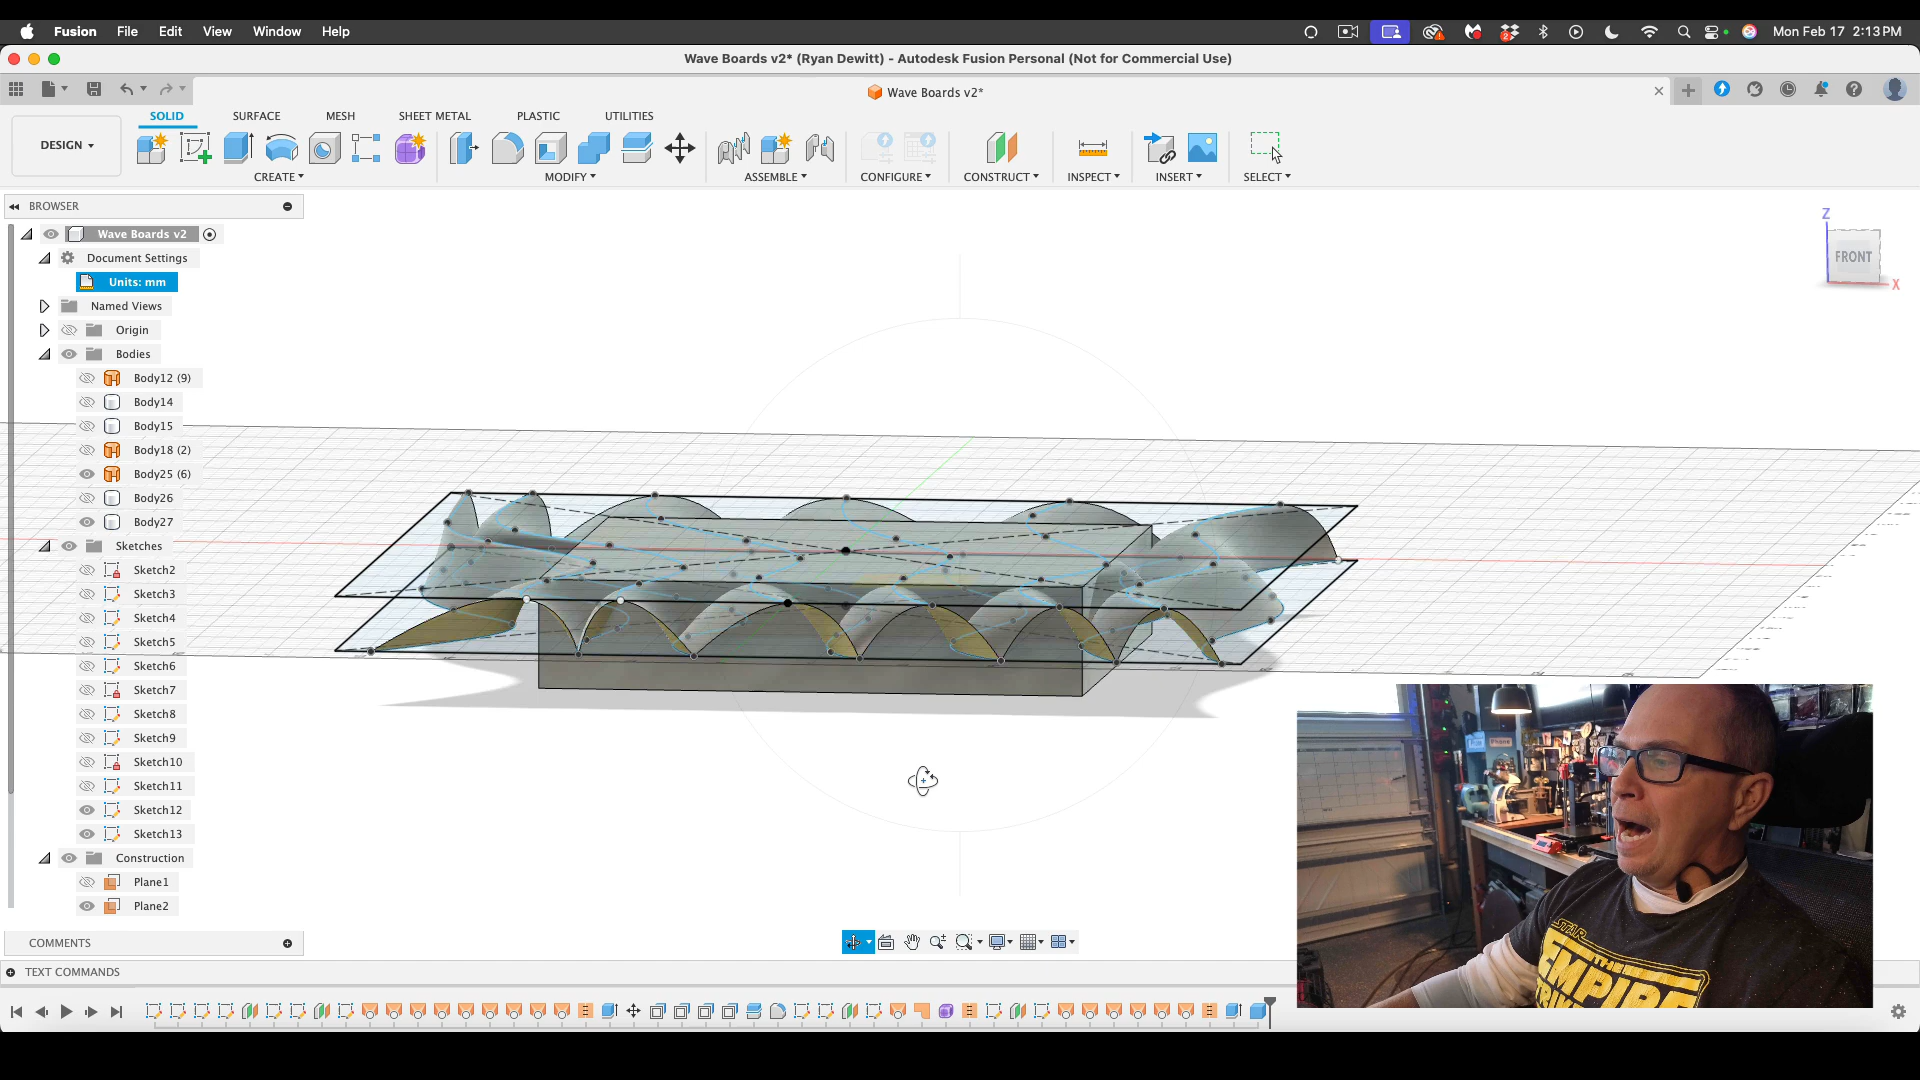 Fusion File Edit View Window Help
Mon Feb 17 2:13 PM
Wave Boards v2* (Ryan Dewitt) - Autodesk Fusion Personal (Not for Commercial Use)
Wave Boards v2*
SOLID SURFACE MESH SHEET METAL PLASTIC UTILITIES
DESIGN
CREATE MODIFY ASSEMBLE CONFIGURE CONSTRUCT INSPECT INSERT SELECT
BROWSER
Wave Boards v2
Document Settings
Units: mm
Named Views
Origin
Bodies
Body12 (9)
Body14
Body15
Body18 (2)
Body25 (6)
Body26
Body27
Sketches
Sketch2
Sketch3
Sketch4
Sketch5
Sketch6
Sketch7
Sketch8
Sketch9
Sketch10
Sketch11
Sketch12
Sketch13
Construction
Plane1
Plane2
Z
FRONT
X
STAR
THE
EMPIRE
COMMENTS
TEXT COMMANDS